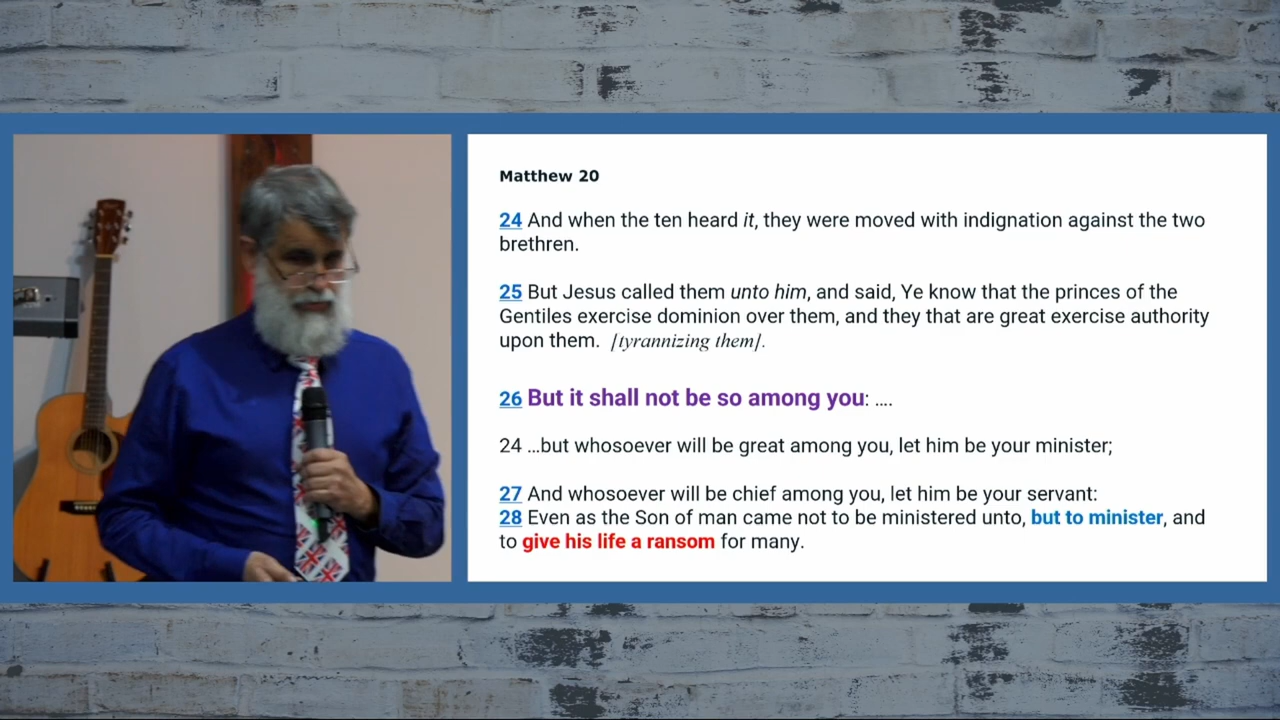 Matthew 20
24 And when the ten heard it, they were moved with indignation against the two
brethren.
25 But Jesus called them unto him, and said, Ye know that the princes of the
Gentiles exercise dominion over them, and they that are great exercise authority
upon them.  [tyrannizing them].
26 But it shall not be so among you: ....
24 ...but whosoever will be great among you, let him be your minister;
27 And whosoever will be chief among you, let him be your servant:
28 Even as the Son of man came not to be ministered unto, but to minister, and
to give his life a ransom for many.